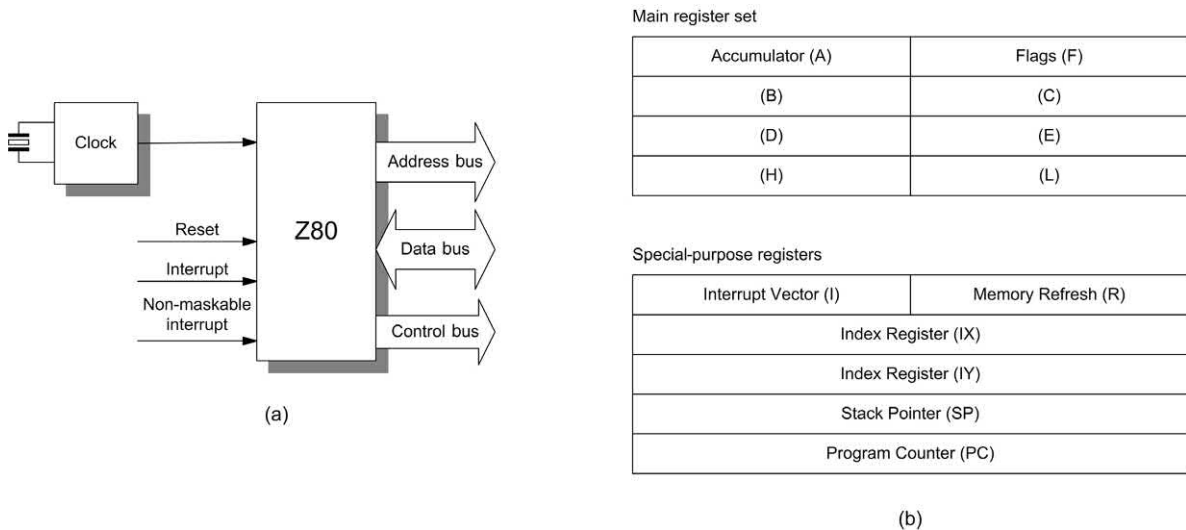 Clock
Reset
Interrupt
Non-maskable
interrupt
Z80
Address bus
Data bus
Control bus
(a)
Main register set
Accumulator (A) Flags (F)
(B) (C)
(D) (E)
(H) (L)
Special-purpose registers
Interrupt Vector (I) Memory Refresh (R)
Index Register (IX)
Index Register (IY)
Stack Pointer (SP)
Program Counter (PC)
(b)